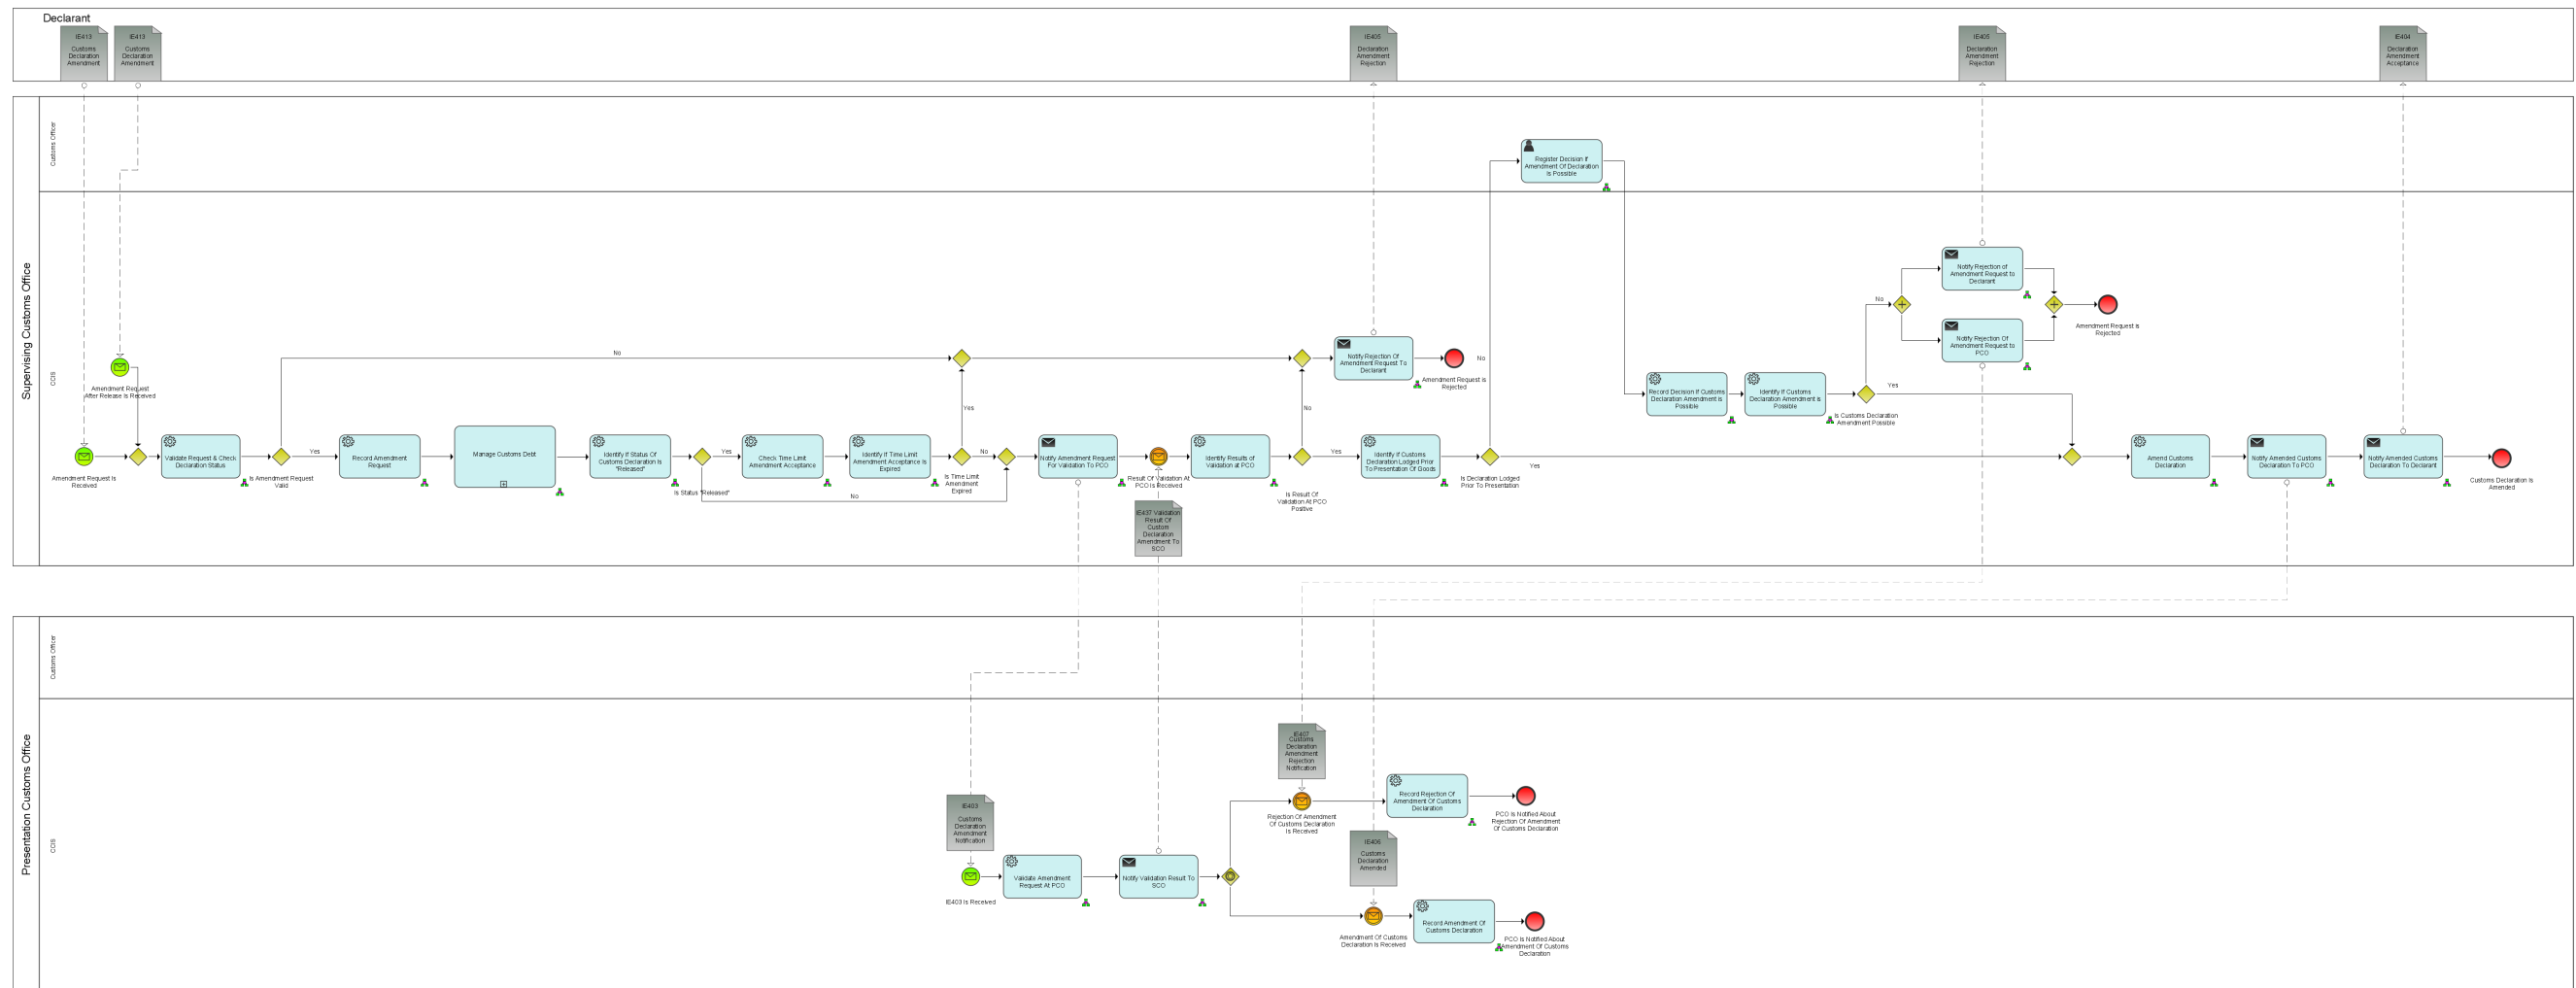 Declarant
IE413
Customs
Declaration
Amendment
IE413
Customs
Declaration
Amendment
IE405
Declaration
Amendment
Rejection
IE405
Declaration
Amendment
Rejection
IE404
Declaration
Amendment
Acceptance
Supervising Customs Office
Customs Officer
Register Decision If
Amendment Of Declaration
Is Possible
CCIS
Amendment Request
After Release Is Received
Amendment Request Is
Received
Validate Request & Check
Declaration Status
Is Amendment Request
Valid
No
Yes
Record Amendment
Request
Manage Customs Debt
Identify If Status Of
Customs Declaration Is
"Released"
Is Status "Released"
Yes
No
Check Time Limit
Amendment Acceptance
Identify If Time Limit
Amendment Acceptance Is
Expired
Is Time Limit
Amendment
Expired
Yes
No
Notify Amendment Request
For Validation To PCO
Result Of Validation At
PCO Is Received
IE437 Validation
Result Of
Custom
Declaration
Amendment To
SCO
Identify Results of
Validation at PCO
Is Result Of
Validation At PCO
Positive
No
Yes
Notify Rejection Of
Amendment Request To
Declarant
Amendment Request is
Rejected
Identify If Customs
Declaration Lodged Prior
To Presentation Of Goods
Is Declaration Lodged
Prior To Presentation
No
Yes
Record Decision If Customs
Declaration Amendment is
Possible
Identify If Customs
Declaration Amendment is
Possible
Is Customs Declaration
Amendment Possible
No
Yes
Notify Rejection of
Amendment Request to
Declarant
Notify Rejection Of
Amendment Request to
PCO
Amendment Request is
Rejected
Amend Customs
Declaration
Notify Amended Customs
Declaration To PCO
Notify Amended Customs
Declaration To Declarant
Customs Declaration Is
Amended
Presentation Customs Office
Customs Officer
CCIS
IE403
Customs
Declaration
Amendment
Notification
IE403 Is Received
Validate Amendment
Request At PCO
Notify Validation Result To
SCO
IE407
Customs
Declaration
Amendment
Rejection
Notification
Rejection Of Amendment
Of Customs Declaration
Is Received
Record Rejection Of
Amendment Of Customs
Declaration
PCO Is Notified About
Rejection Of Amendment
Of Customs Declaration
IE406
Customs
Declaration
Amended
Amendment Of Customs
Declaration Is Received
Record Amendment Of
Customs Declaration
PCO Is Notified About
Amendment Of Customs
Declaration